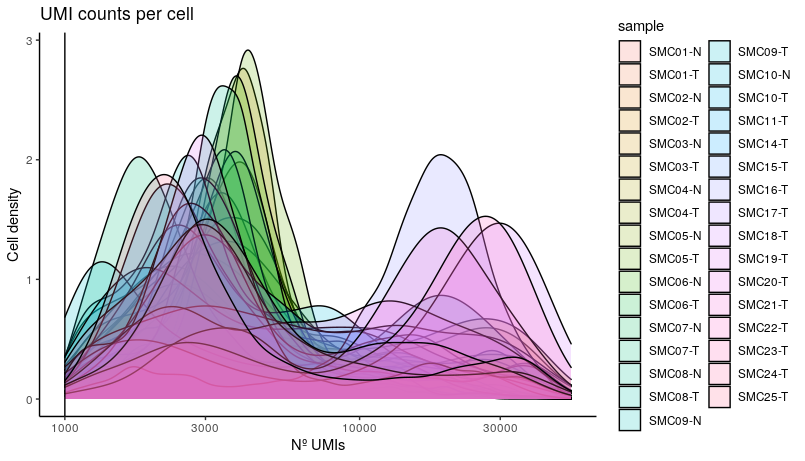 UMI counts per cell
3
2
1
0
Cell density
1000
3000
10000
30000
Nº UMIs
sample
SMC01-N
SMC01-T
SMC02-N
SMC02-T
SMC03-N
SMC03-T
SMC04-N
SMC04-T
SMC05-N
SMC05-T
SMC06-N
SMC06-T
SMC07-N
SMC07-T
SMC08-N
SMC08-T
SMC09-N
SMC09-T
SMC10-N
SMC10-T
SMC11-T
SMC14-T
SMC15-T
SMC16-T
SMC17-T
SMC18-T
SMC19-T
SMC20-T
SMC21-T
SMC22-T
SMC23-T
SMC24-T
SMC25-T